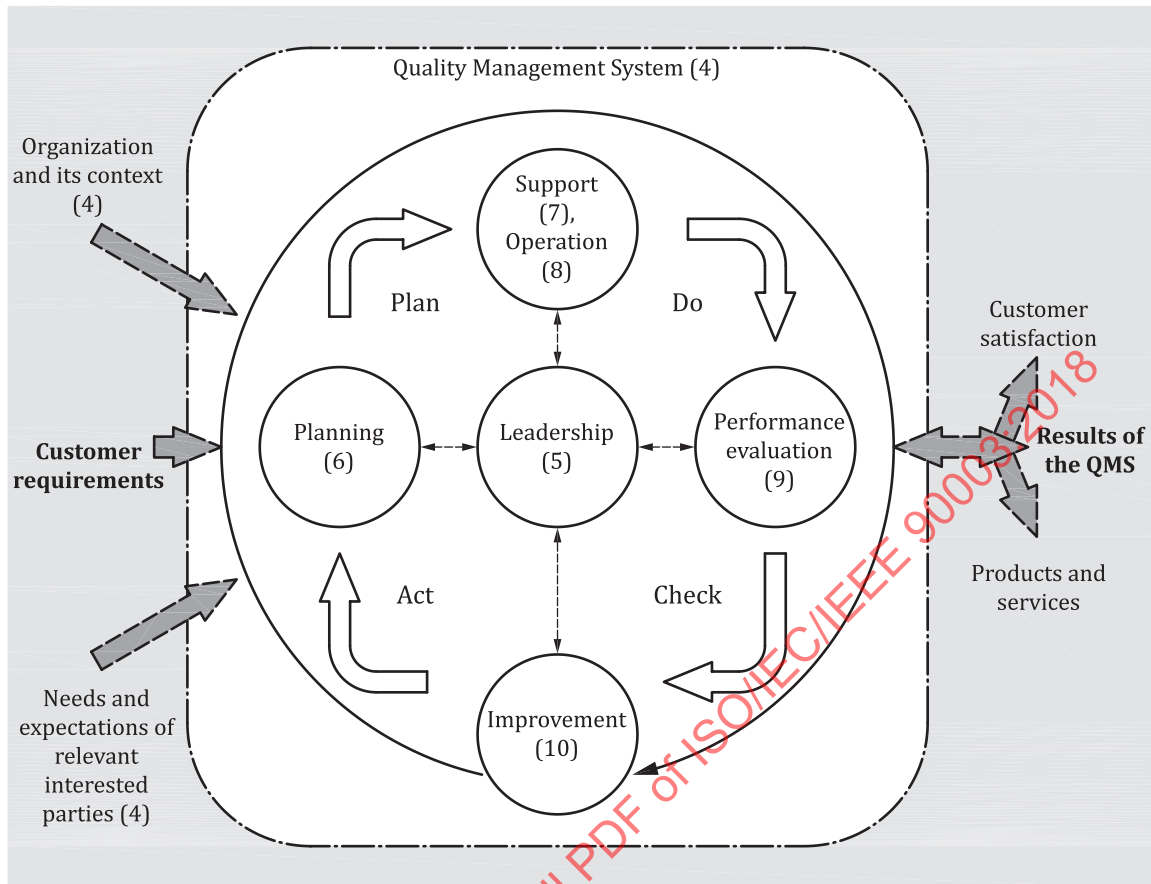 Quality Management System (4)
Organization
and its context
(4)
Support
(7),
Operation
(8)
Plan
Do
Customer
satisfaction
Planning
(6)
Leadership
(5)
Performance
evaluation
(9)
Customer
requirements
Results of
the QMS
Act
Check
Products and
services
Needs and
expectations of
relevant
interested
parties (4)
Improvement
(10)
PDF of ISO/IEC/IEEE 90003:2018